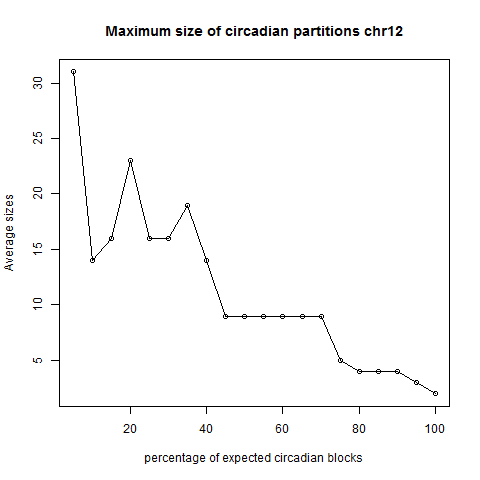 Maximum size of circadian partitions chr12
Average sizes
30
25
20
15
10
5
20 40 60 80 100
percentage of expected circadian blocks